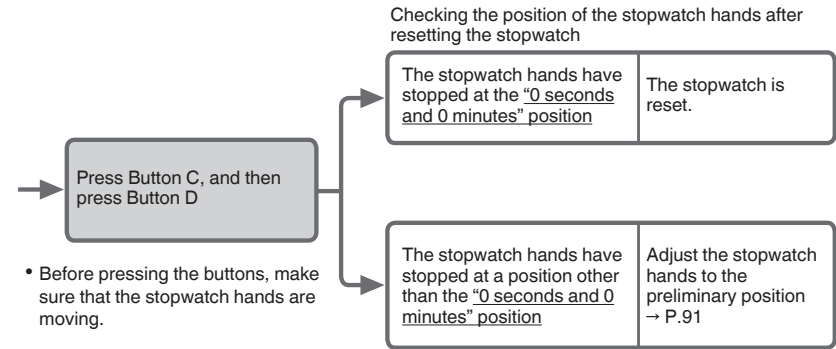 Checking the position of the stopwatch hands after
resetting the stopwatch
The stopwatch hands have
stopped at the “0 seconds
and 0 minutes” position
The stopwatch is
reset.
Press Button C, and then
press Button D
• Before pressing the buttons, make
sure that the stopwatch hands are
moving.
The stopwatch hands have
stopped at a position other
than the “0 seconds and 0
minutes” position
Adjust the stopwatch
hands to the
preliminary position
→ P.91